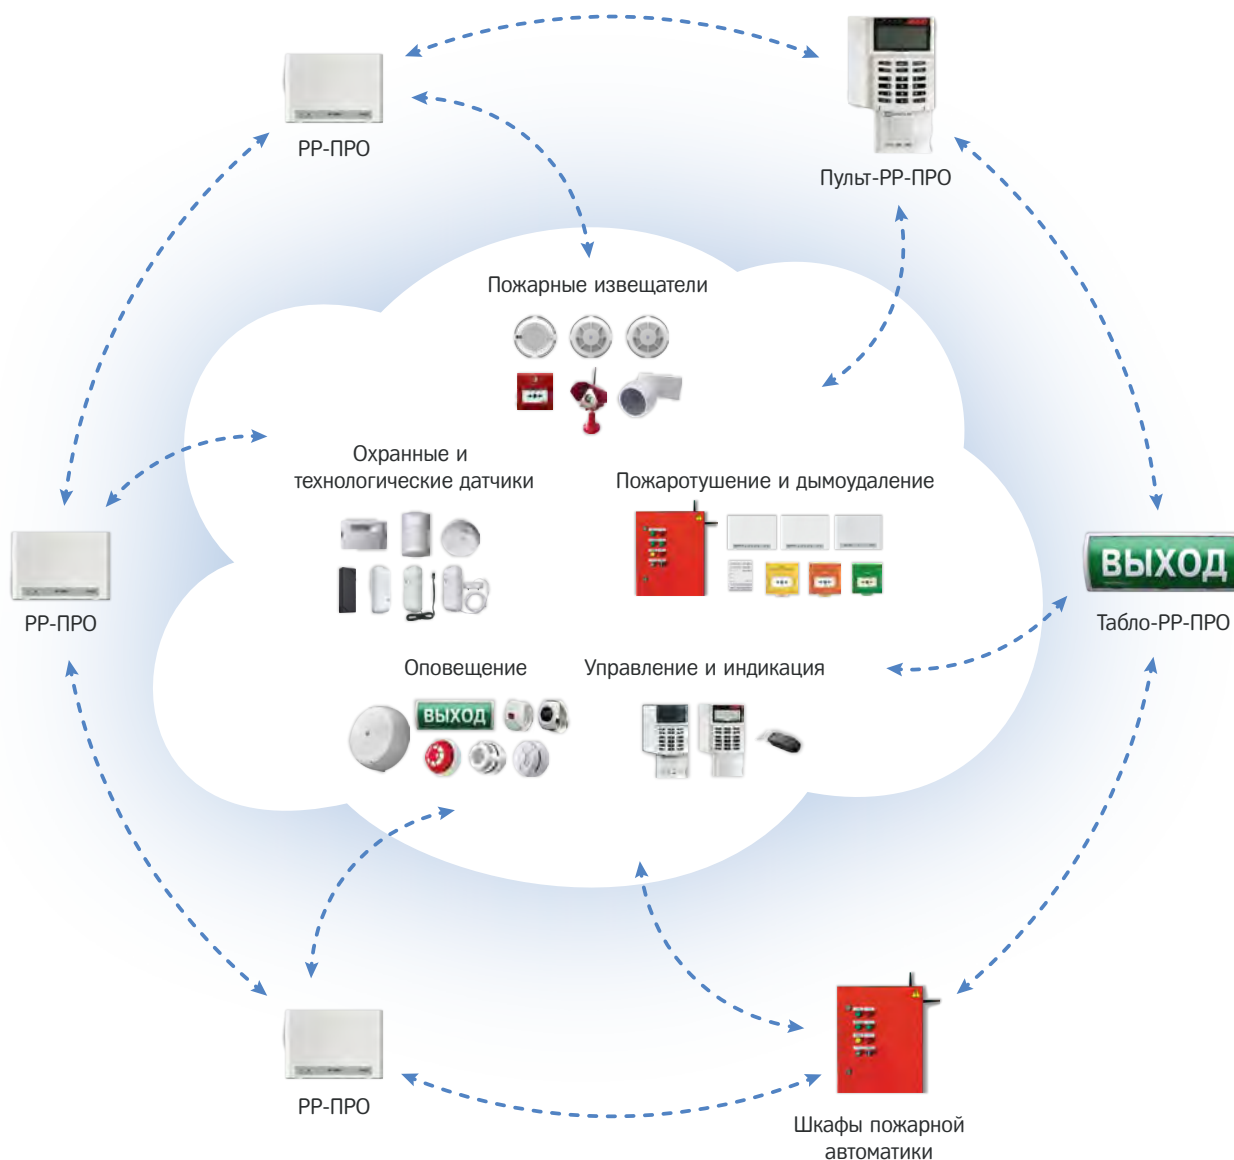 РР-ПРО
Пульт-РР-ПРО
Пожарные извещатели
Охранные и
технологические датчики
Пожаротушение и дымоудаление
РР-ПРО
ВЫХОД
Табло-РР-ПРО
Оповещение
Управление и индикация
ВЫХОД
РР-ПРО
Шкафы пожарной
автоматики